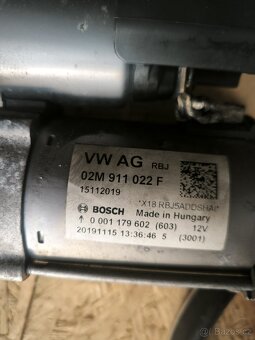 VW AG RBJ
02M 911 022 F
15112019
*X18.RBJ5ADDSHAI*
BOSCH Made in Hungary
0 001 179 602 (603) 12V
20191115 13:36:46 5 (3001)